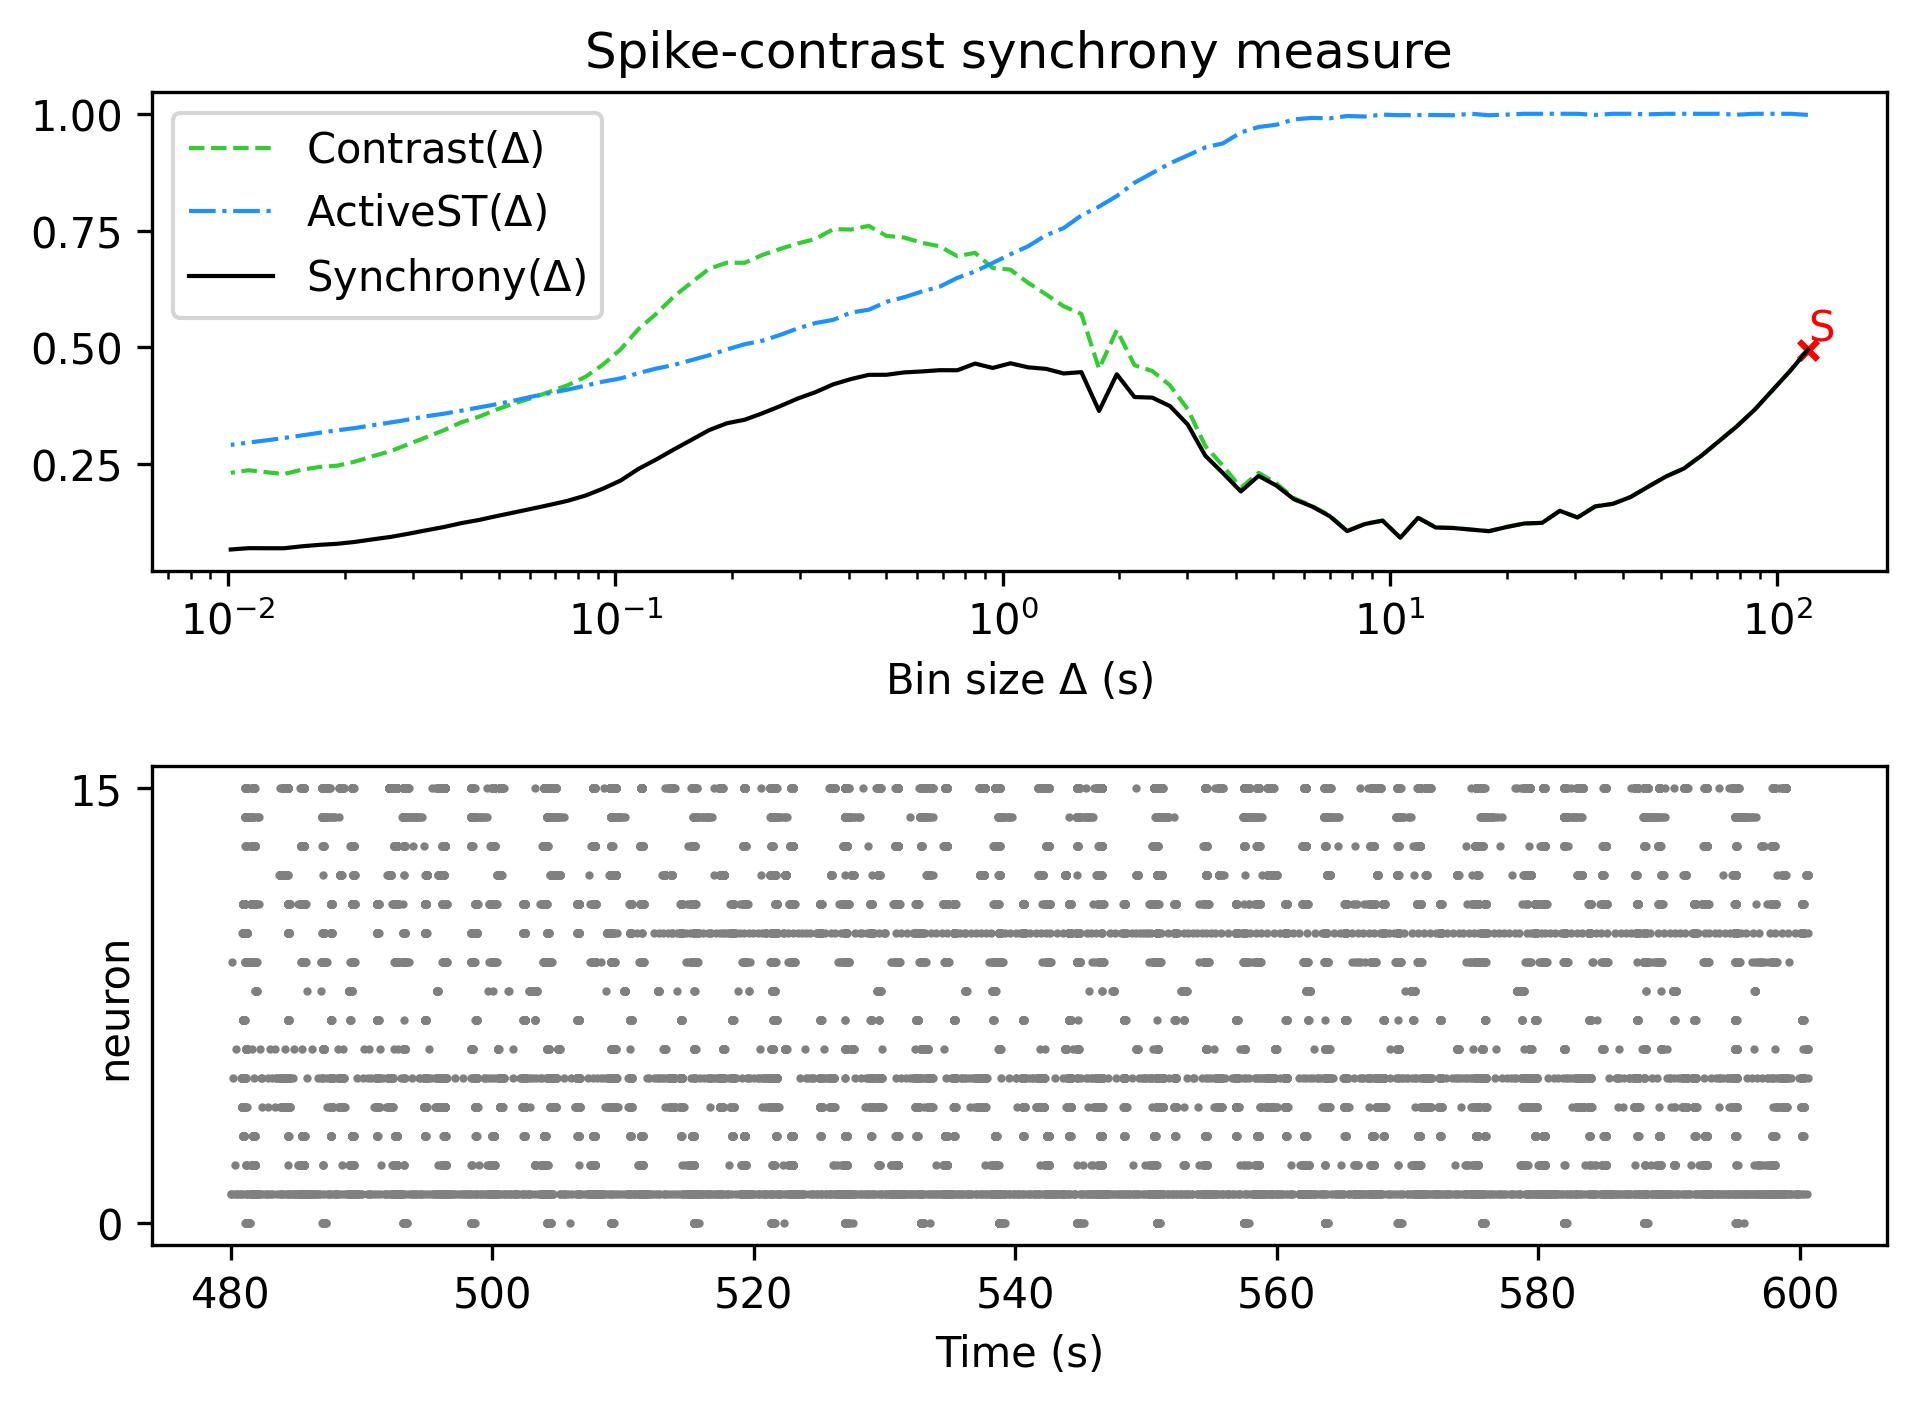 Spike-contrast synchrony measure
1.00
0.75
0.50
0.25
Contrast(Δ)
ActiveST(Δ)
Synchrony(Δ)
S
10⁻² 10⁻¹ 10⁰ 10¹ 10²
Bin size Δ (s)
15
0
neuron
480 500 520 540 560 580 600
Time (s)